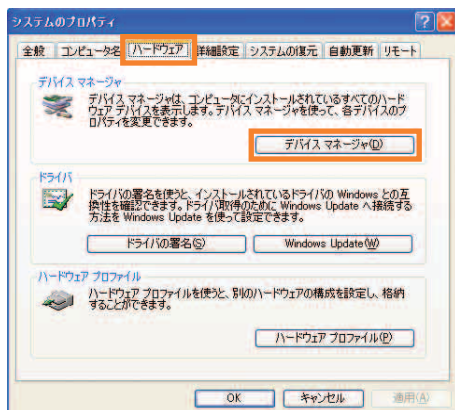 システムのプロパティ
全般 コンピュータ名 ハードウェア 詳細設定 システムの復元 自動更新 リモート
デバイス マネージャ
デバイス マネージャは、コンピュータにインストールされているすべてのハード
ウェア デバイスを表示します。デバイス マネージャを使って、各デバイスのプ
ロパティを変更できます。
デバイス マネージャ(D)
ドライバ
ドライバの署名を使うと、インストールされているドライバの Windows との互
換性を確認できます。ドライバ取得のために Windows Update へ接続する
方法を Windows Update を使って設定できます。
ドライバの署名(S) Windows Update(W)
ハードウェア プロファイル
ハードウェア プロファイルを使うと、別のハードウェアの構成を設定し、格納
することができます。
ハードウェア プロファイル(P)
OK キャンセル 適用(A)